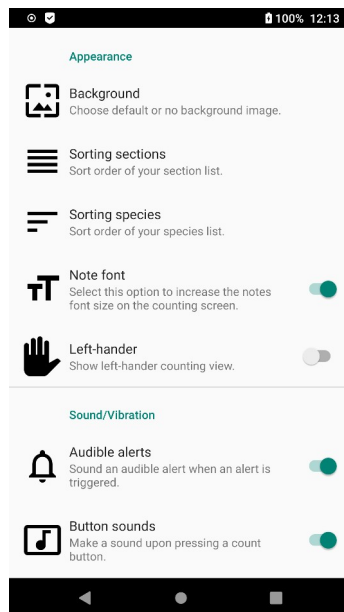 100% 12:13
Appearance
Background
Choose default or no background image.
Sorting sections
Sort order of your section list.
Sorting species
Sort order of your species list.
Note font
Select this option to increase the notes
font size on the counting screen.
Left-hander
Show left-hander counting view.
Sound/Vibration
Audible alerts
Sound an audible alert when an alert is
triggered.
Button sounds
Make a sound upon pressing a count
button.